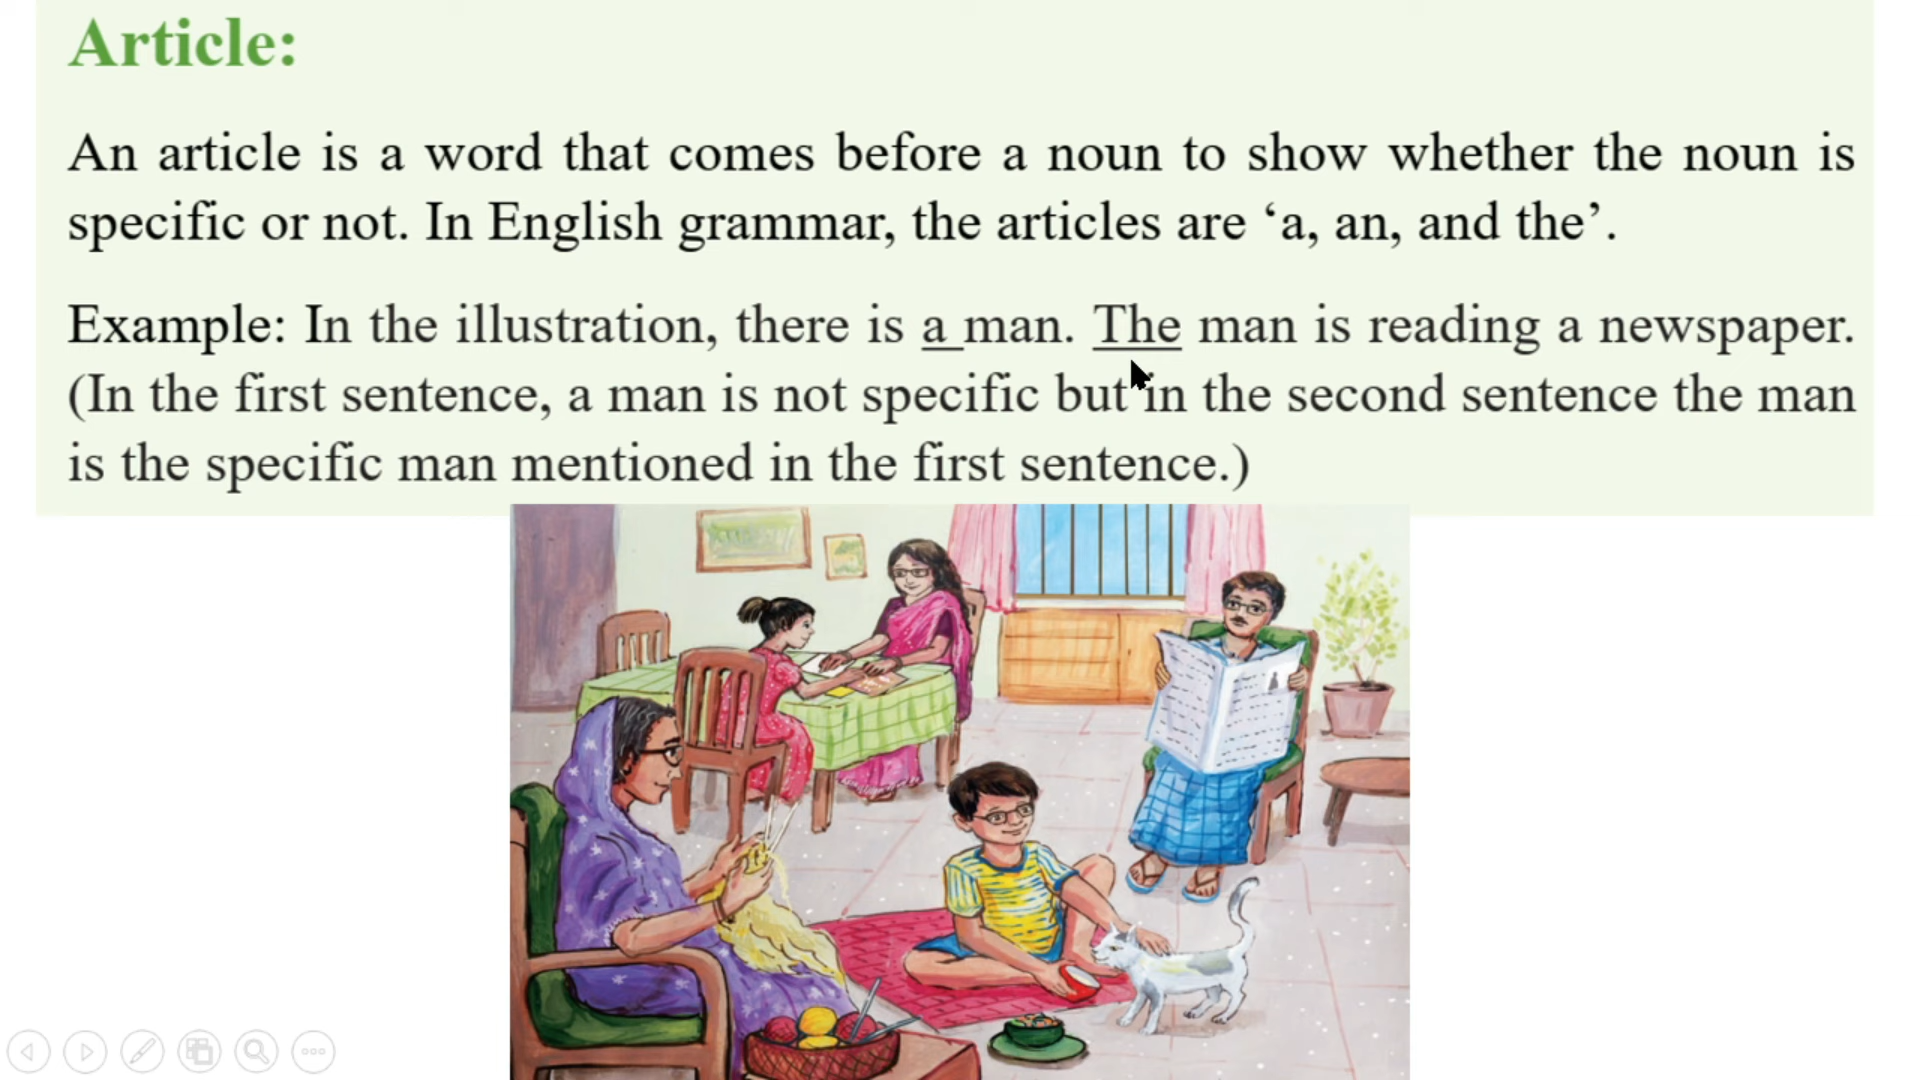 Article:
An article is a word that comes before a noun to show whether the noun is
specific or not. In English grammar, the articles are ‘a, an, and the’.
Example: In the illustration, there is a man. The man is reading a newspaper.
(In the first sentence, a man is not specific but in the second sentence the man
is the specific man mentioned in the first sentence.)